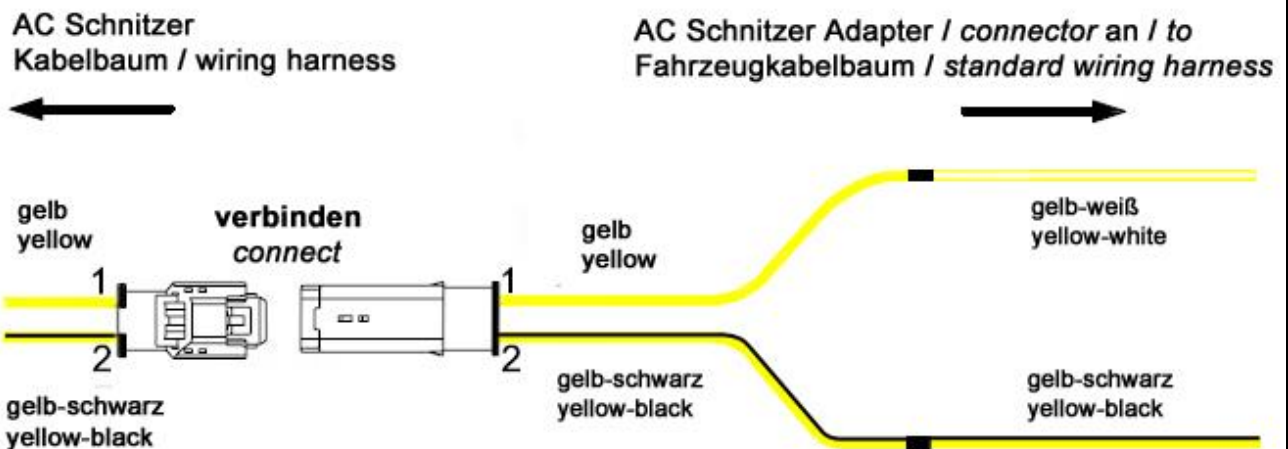 AC Schnitzer
Kabelbaum / wiring harness
AC Schnitzer Adapter / connector an / to
Fahrzeugkabelbaum / standard wiring harness
gelb
yellow
verbinden
connect
gelb
yellow
gelb-weiß
yellow-white
1
1
2
2
gelb-schwarz
yellow-black
gelb-schwarz
yellow-black
gelb-schwarz
yellow-black